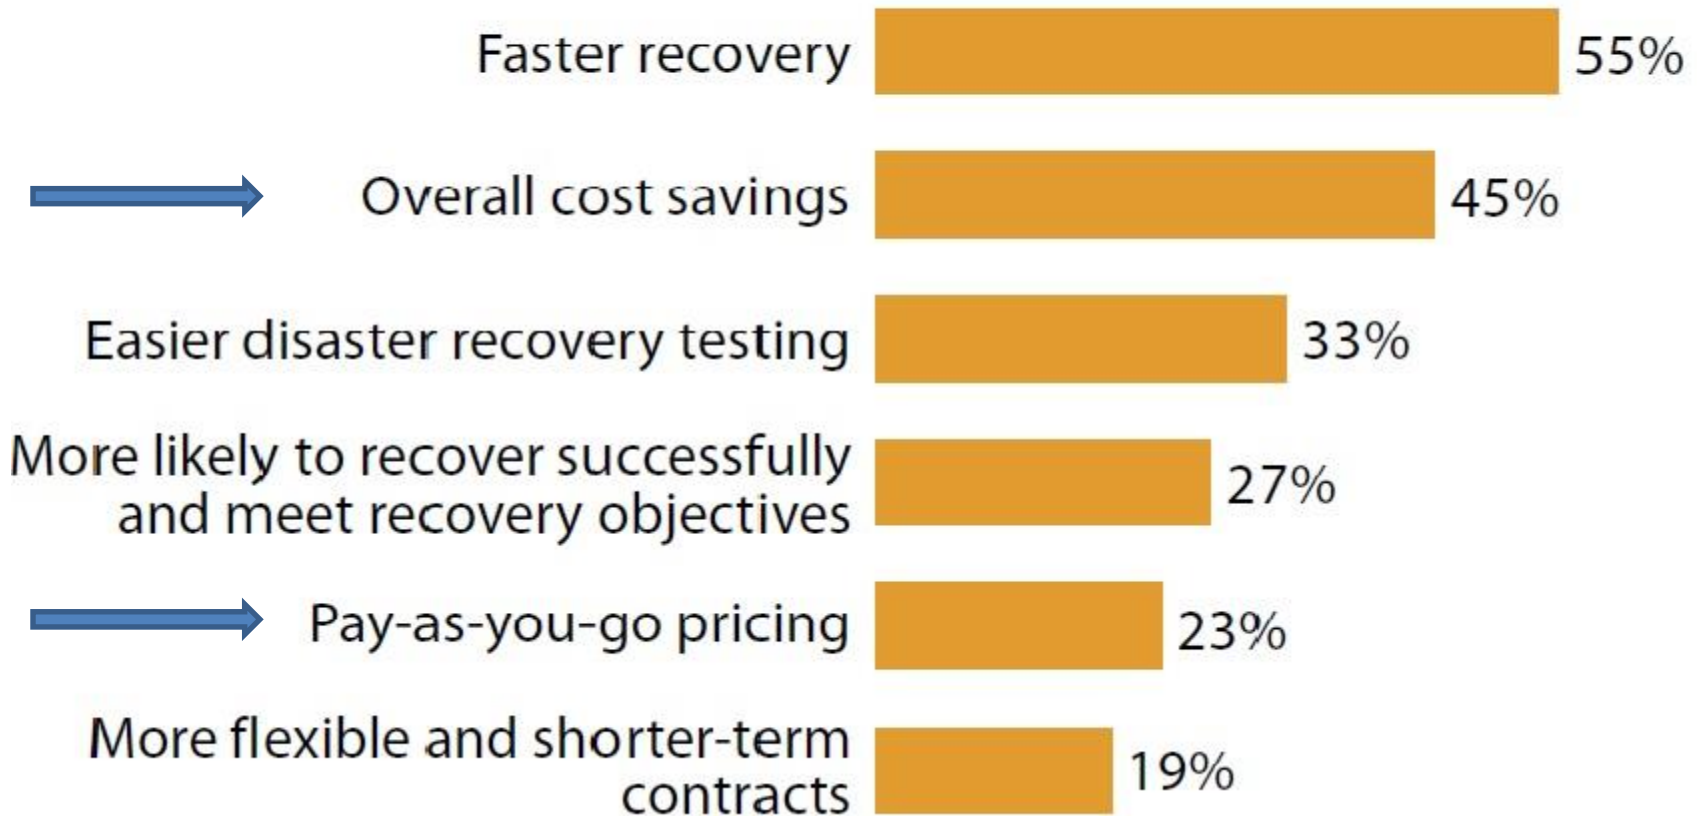 Faster recovery 55%
Overall cost savings 45%
Easier disaster recovery testing 33%
More likely to recover successfully
and meet recovery objectives 27%
Pay-as-you-go pricing 23%
More flexible and shorter-term
contracts 19%